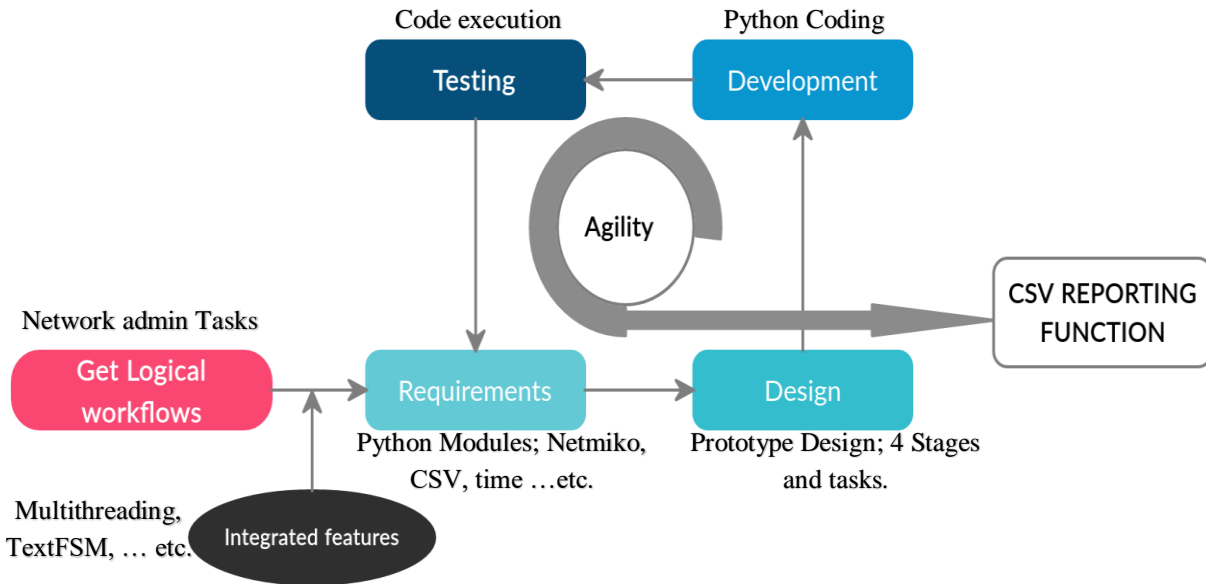 Code execution
Python Coding
Testing
Development
Agility
CSV REPORTING
FUNCTION
Network admin Tasks
Get Logical
workflows
Requirements
Design
Python Modules; Netmiko,
CSV, time …etc.
Prototype Design; 4 Stages
and tasks.
Multithreading,
TextFSM, … etc.
Integrated features